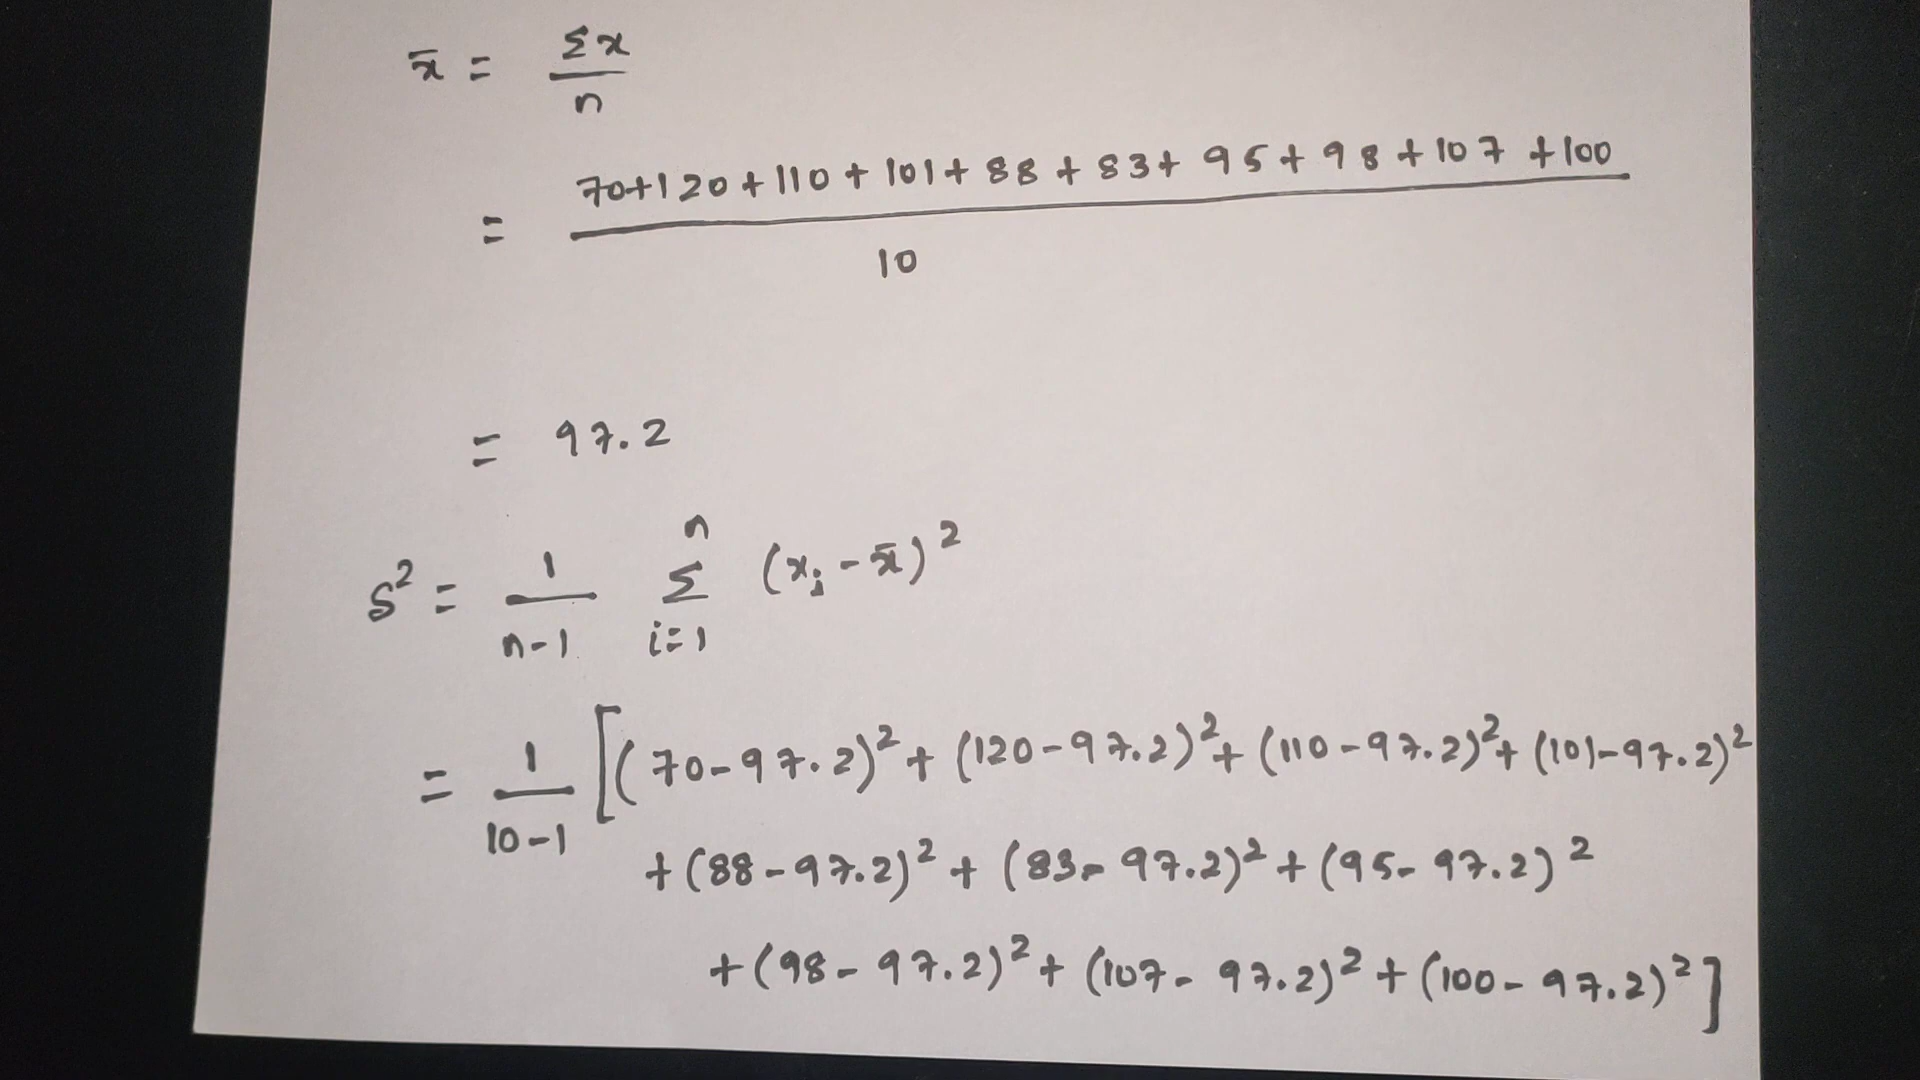 x̄ = Σx / n
= 70+120+110+101+88+83+95+98+107+100 / 10
= 97.2
S² = 1/(n-1) Σ i=1 n (xᵢ - x̄)²
= 1/(10-1) [(70-97.2)² + (120-97.2)² + (110-97.2)² + (101-97.2)²
+ (88-97.2)² + (83-97.2)² + (95-97.2)²
+ (98-97.2)² + (107-97.2)² + (100-97.2)²]